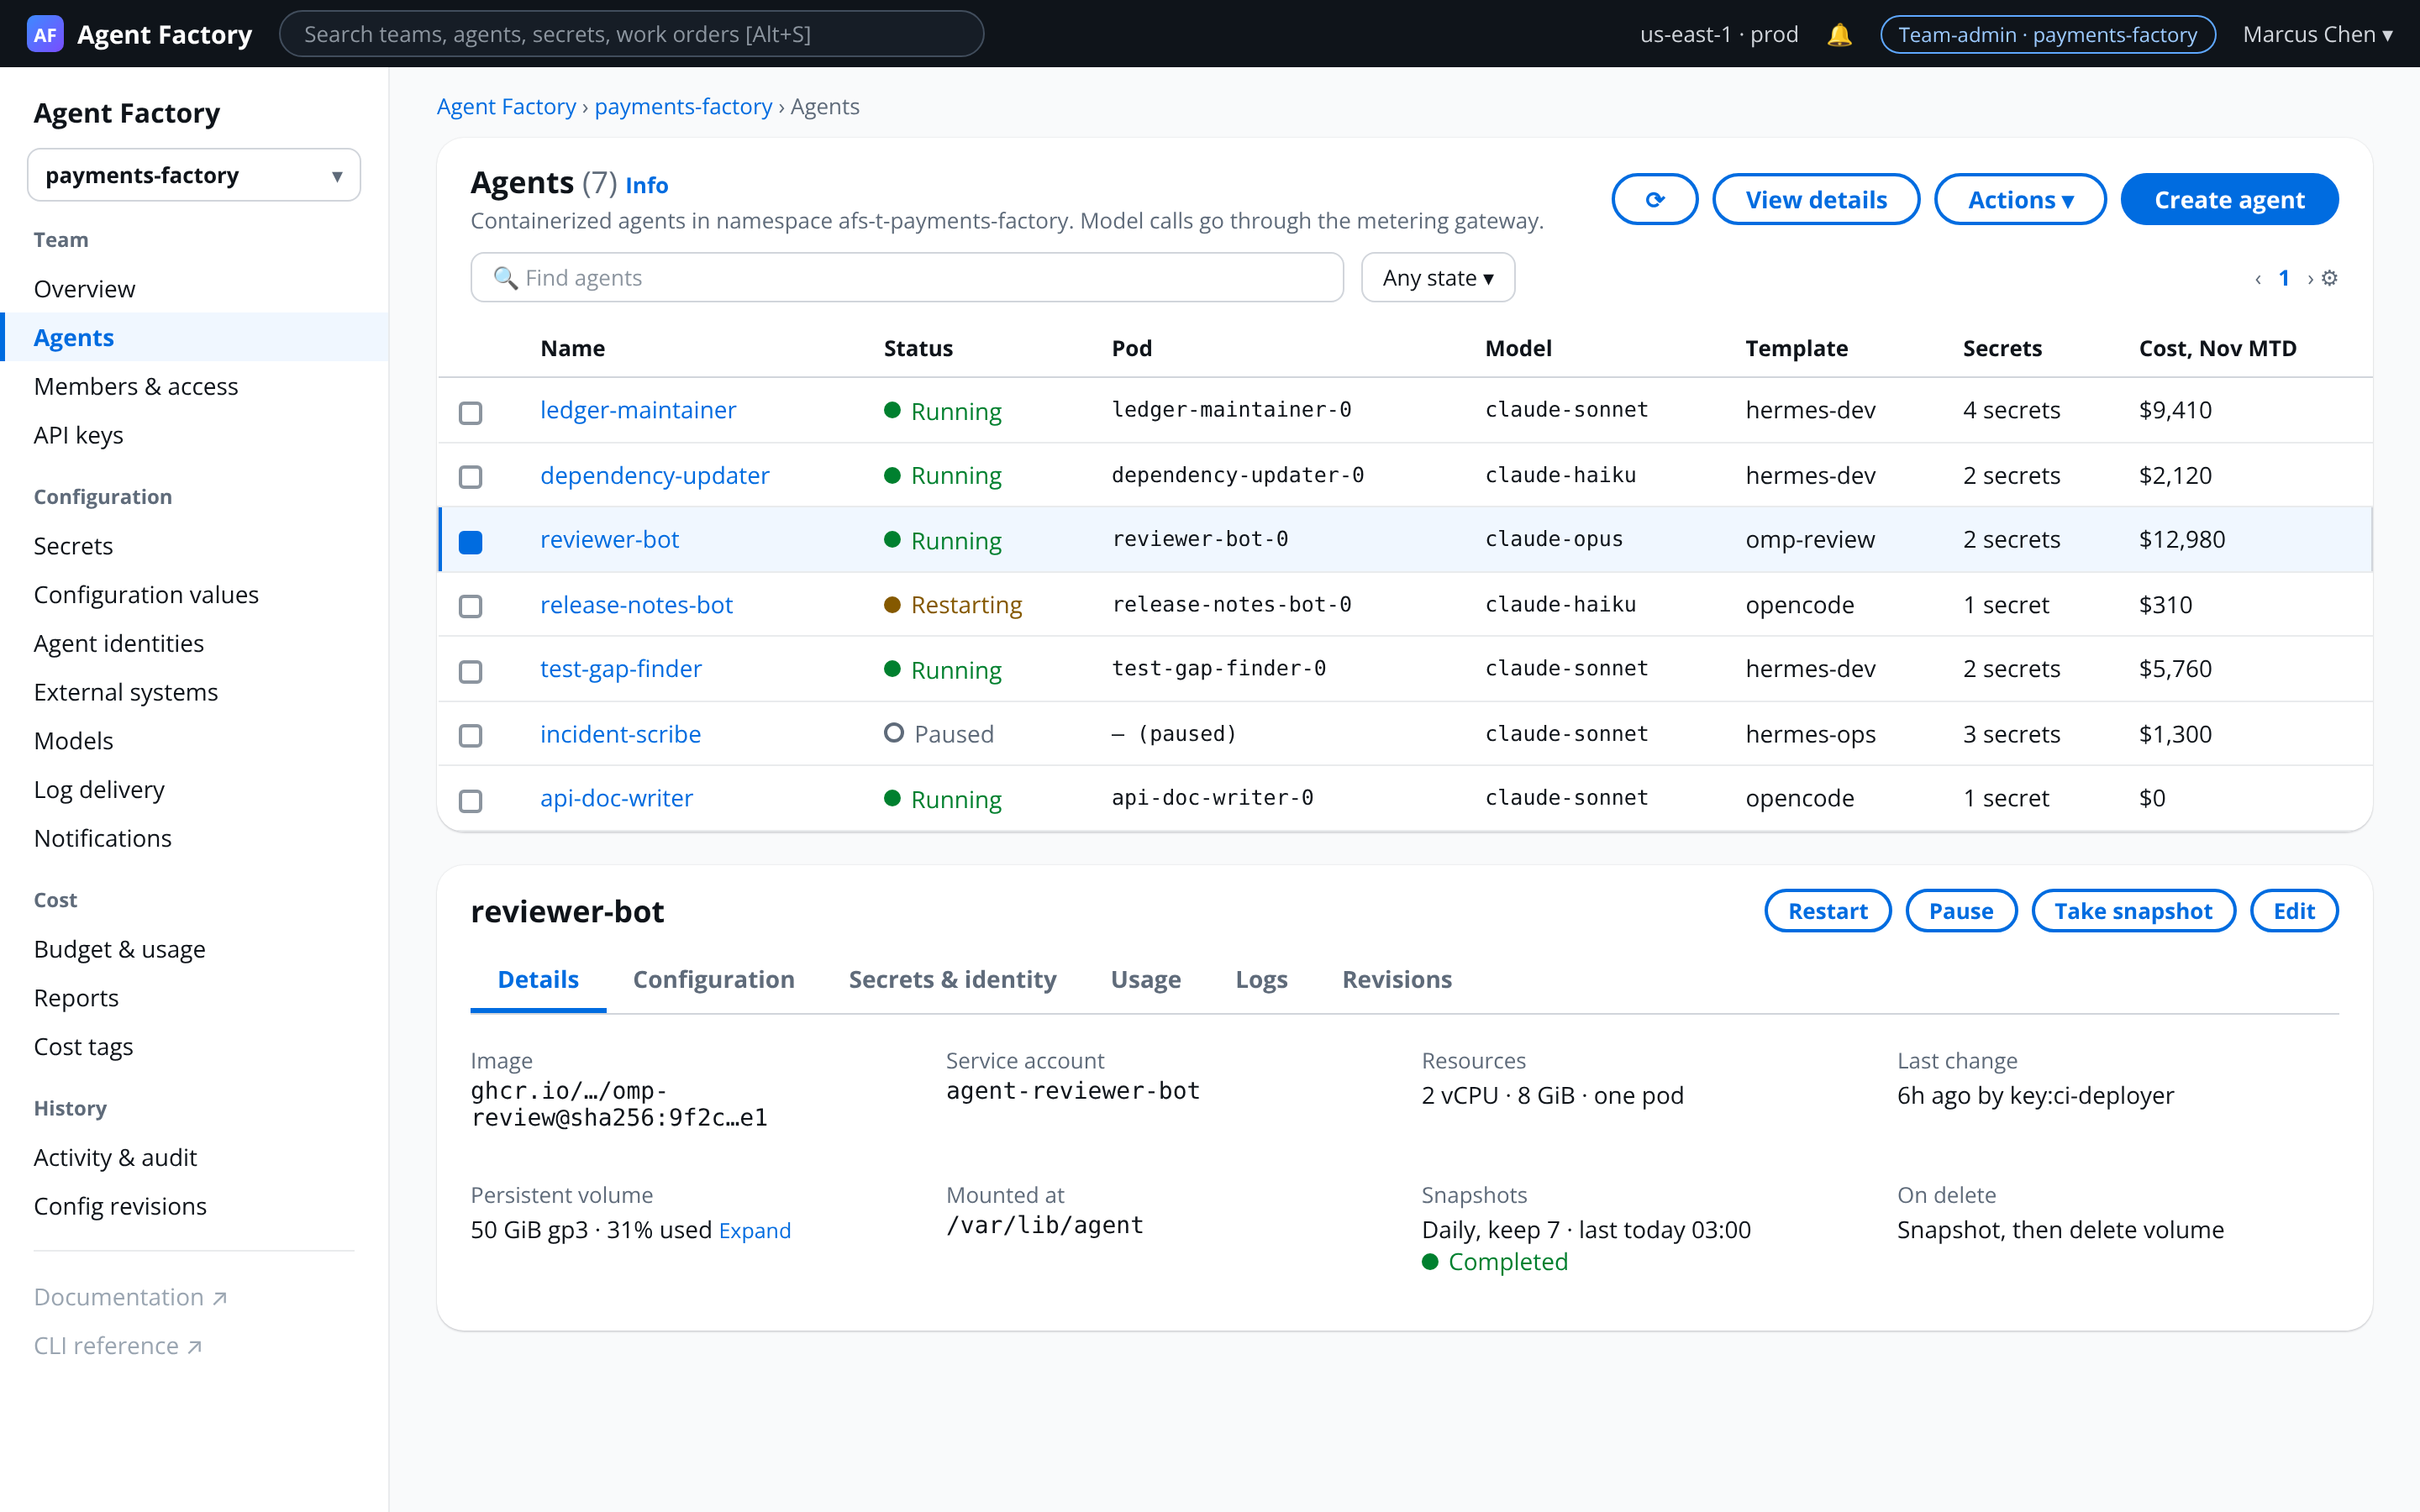 AF Agent Factory Search teams, agents, secrets, work orders [Alt+S] us-east-1 · prod 🔔 Team-admin · payments-factory Marcus Chen ▾
Agent Factory
payments-factory ▾
Team
Overview
Agents
Members & access
API keys
Configuration
Secrets
Configuration values
Agent identities
External systems
Models
Log delivery
Notifications
Cost
Budget & usage
Reports
Cost tags
History
Activity & audit
Config revisions
Documentation ↗
CLI reference ↗
Agent Factory › payments-factory › Agents
Agents (7) Info
Containerized agents in namespace afs-t-payments-factory. Model calls go through the metering gateway.
⟳ View details Actions ▾ Create agent
🔍 Find agents Any state ▾ ‹ 1 › ⚙
Name Status Pod Model Template Secrets Cost, Nov MTD
ledger-maintainer Running ledger-maintainer-0 claude-sonnet hermes-dev 4 secrets $9,410
dependency-updater Running dependency-updater-0 claude-haiku hermes-dev 2 secrets $2,120
reviewer-bot Running reviewer-bot-0 claude-opus omp-review 2 secrets $12,980
release-notes-bot Restarting release-notes-bot-0 claude-haiku opencode 1 secret $310
test-gap-finder Running test-gap-finder-0 claude-sonnet hermes-dev 2 secrets $5,760
incident-scribe Paused — (paused) claude-sonnet hermes-ops 3 secrets $1,300
api-doc-writer Running api-doc-writer-0 claude-sonnet opencode 1 secret $0
reviewer-bot Restart Pause Take snapshot Edit
Details Configuration Secrets & identity Usage Logs Revisions
Image
ghcr.io/…/omp-
review@sha256:9f2c…e1
Service account
agent-reviewer-bot
Resources
2 vCPU · 8 GiB · one pod
Last change
6h ago by key:ci-deployer
Persistent volume
50 GiB gp3 · 31% used Expand
Mounted at
/var/lib/agent
Snapshots
Daily, keep 7 · last today 03:00
Completed
On delete
Snapshot, then delete volume